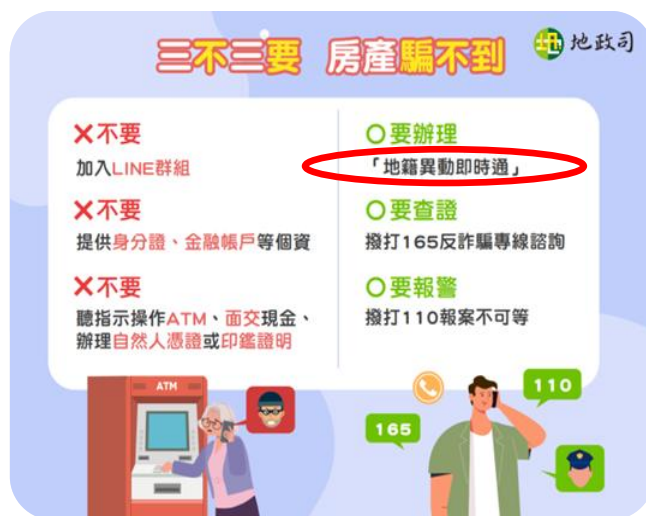 三不三要 房產騙不到
地政司
不要
加入LINE群組
不要
提供身分證、金融帳戶等個資
不要
聽指示操作ATM、面交現金、
辦理自然人憑證或印鑑證明
要辦理
「地籍異動即時通」
要查證
撥打165反詐騙專線諮詢
要報警
撥打110報案不可等
ATM
165
110